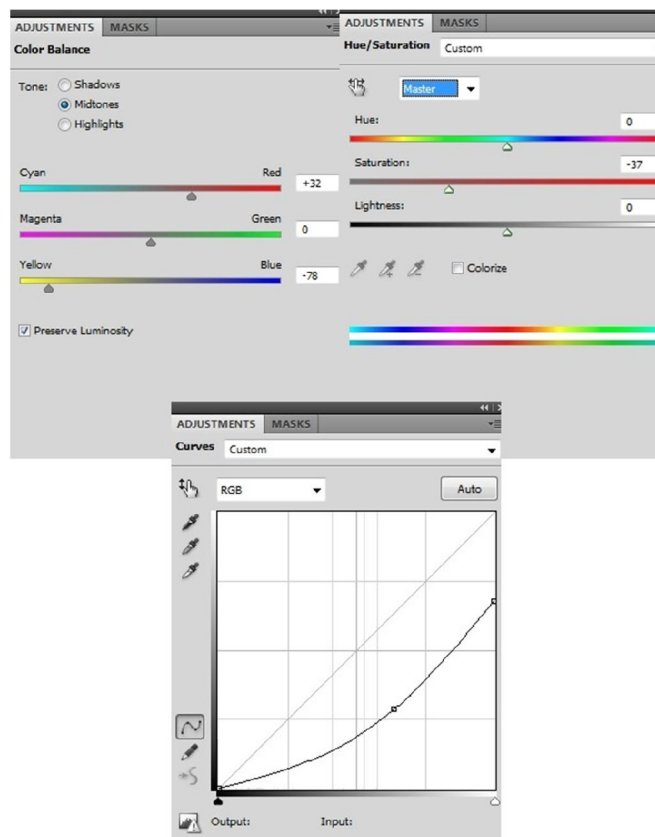 ADJUSTMENTS MASKS
Color Balance
Tone: Shadows
Midtones
Highlights
Cyan Red
+32
Magenta Green
0
Yellow Blue
-78
Preserve Luminosity
ADJUSTMENTS MASKS
Hue/Saturation Custom
Master
Hue: 0
Saturation: -37
Lightness: 0
Colorize
ADJUSTMENTS MASKS
Curves Custom
RGB Auto
Output: Input: